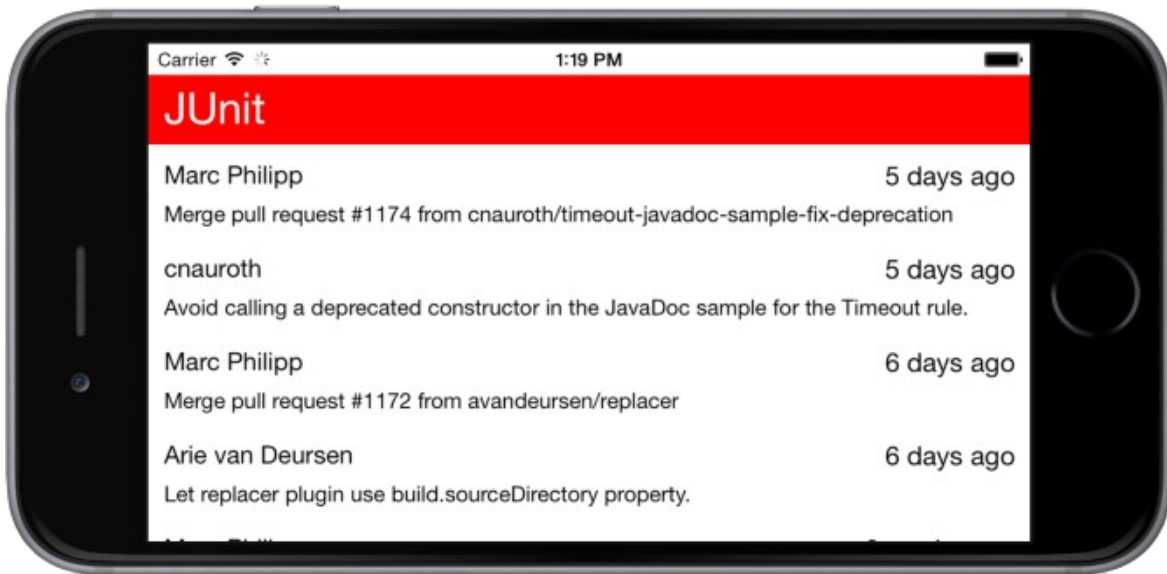 Carrier
1:19 PM
JUnit
Marc Philipp
5 days ago
Merge pull request #1174 from cnauroth/timeout-javadoc-sample-fix-deprecation
cnauroth
5 days ago
Avoid calling a deprecated constructor in the JavaDoc sample for the Timeout rule.
Marc Philipp
6 days ago
Merge pull request #1172 from avandeursen/replacer
Arie van Deursen
6 days ago
Let replacer plugin use build.sourceDirectory property.